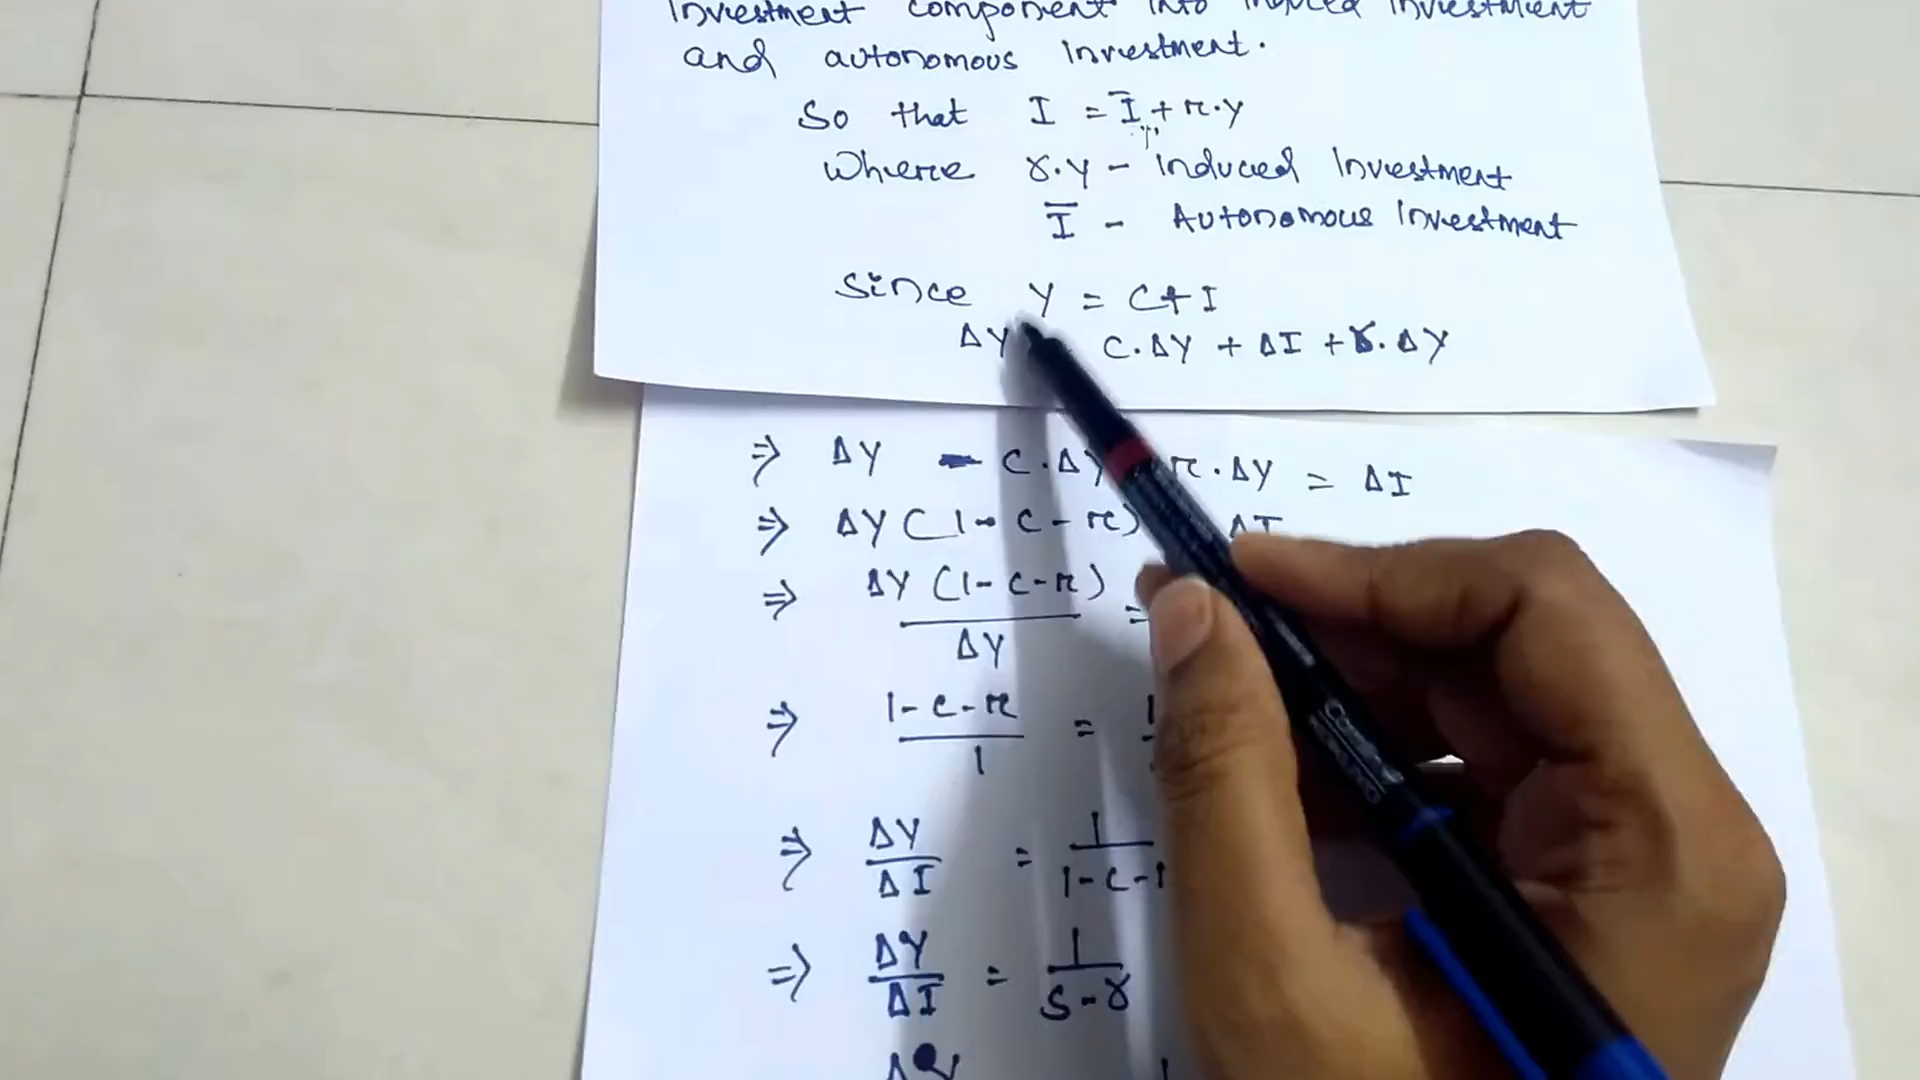 Investment component into induced investment
and autonomous investment.
So that I = Ī + r.y
Where r.y - Induced Investment
Ī - Autonomous Investment
Since Y = C+I
ΔY C.ΔY + ΔI + r.ΔY
⇒ ΔY - C.ΔY r.ΔY = ΔI
⇒ ΔY (1- C - r) ΔI
⇒ ΔY (1- C-r) / ΔY =
⇒ 1- C-r / 1 =
⇒ ΔY / ΔI = 1 / 1-C-
⇒ ΔY / ΔI = 1 / S-r